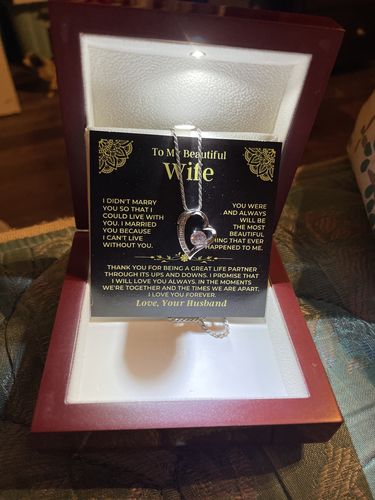 To My Beautiful
Wife
I DIDN'T MARRY
YOU SO THAT I
COULD LIVE WITH
YOU. I MARRIED
YOU BECAUSE
I CAN'T LIVE
WITHOUT YOU.
YOU WERE
AND ALWAYS
WILL BE
THE MOST
BEAUTIFUL
THING THAT EVER
HAPPENED TO ME.
THANK YOU FOR BEING A GREAT LIFE PARTNER
THROUGH ITS UPS AND DOWNS. I PROMISE THAT
I WILL LOVE YOU ALWAYS. IN THE MOMENTS
WE'RE TOGETHER AND THE TIMES WE ARE APART.
I LOVE YOU FOREVER.
Love, Your Husband